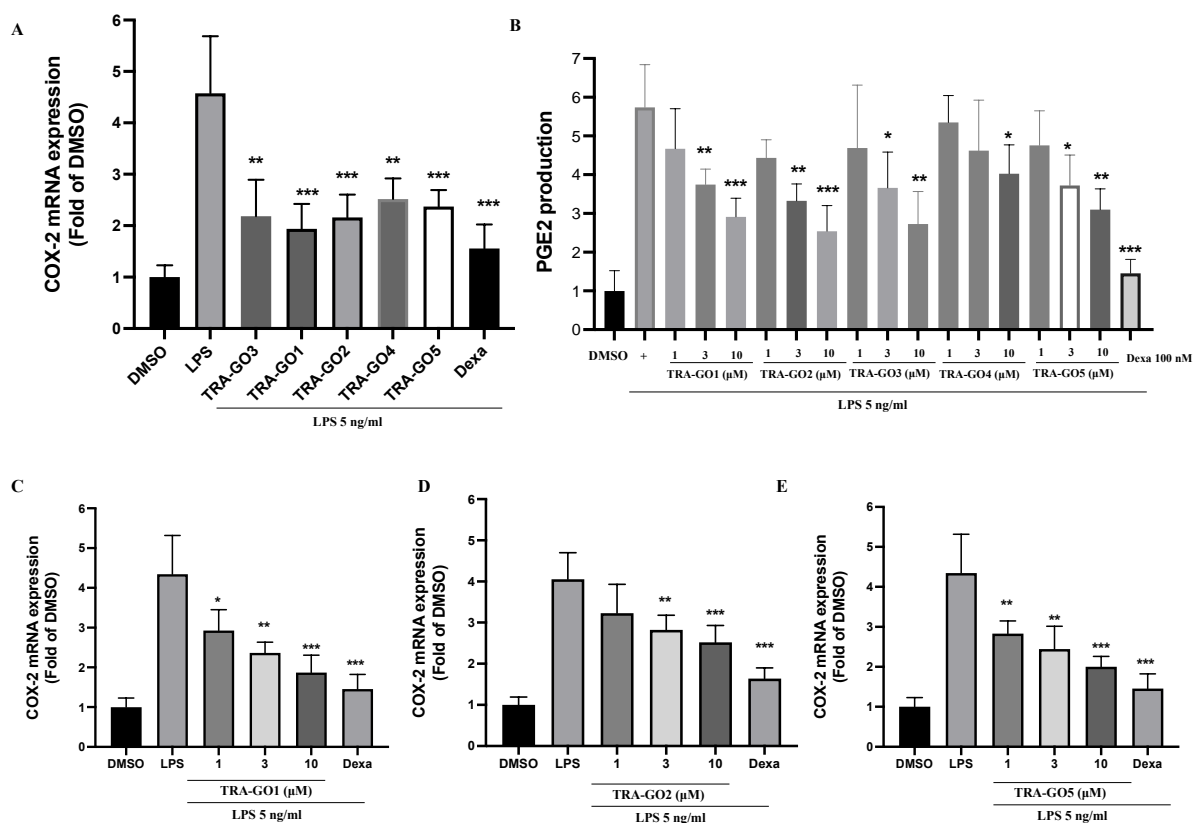 A
COX-2 mRNA expression
(Fold of DMSO)
6
5
4
3
2
1
0
**
***
***
**
***
***
DMSO
LPS
TRA-GO3
TRA-GO1
TRA-GO2
TRA-GO4
TRA-GO5
Dexa
LPS 5 ng/ml
B
PGE2 production
7
6
5
4
3
2
1
0
**
***
**
***
*
**
*
*
**
***
DMSO + 1 3 10 1 3 10 1 3 10 1 3 10 1 3 10 Dexa 100 nM
TRA-GO1 (μM) TRA-GO2 (μM) TRA-GO3 (μM) TRA-GO4 (μM) TRA-GO5 (μM)
LPS 5 ng/ml
C
COX-2 mRNA expression
(Fold of DMSO)
6
5
4
3
2
1
0
*
**
***
***
DMSO LPS 1 3 10 Dexa
TRA-GO1 (μM)
LPS 5 ng/ml
D
COX-2 mRNA expression
(Fold of DMSO)
6
5
4
3
2
1
0
**
***
***
DMSO LPS 1 3 10 Dexa
TRA-GO2 (μM)
LPS 5 ng/ml
E
COX-2 mRNA expression
(Fold of DMSO)
6
5
4
3
2
1
0
**
**
***
***
DMSO LPS 1 3 10 Dexa
TRA-GO5 (μM)
LPS 5 ng/ml